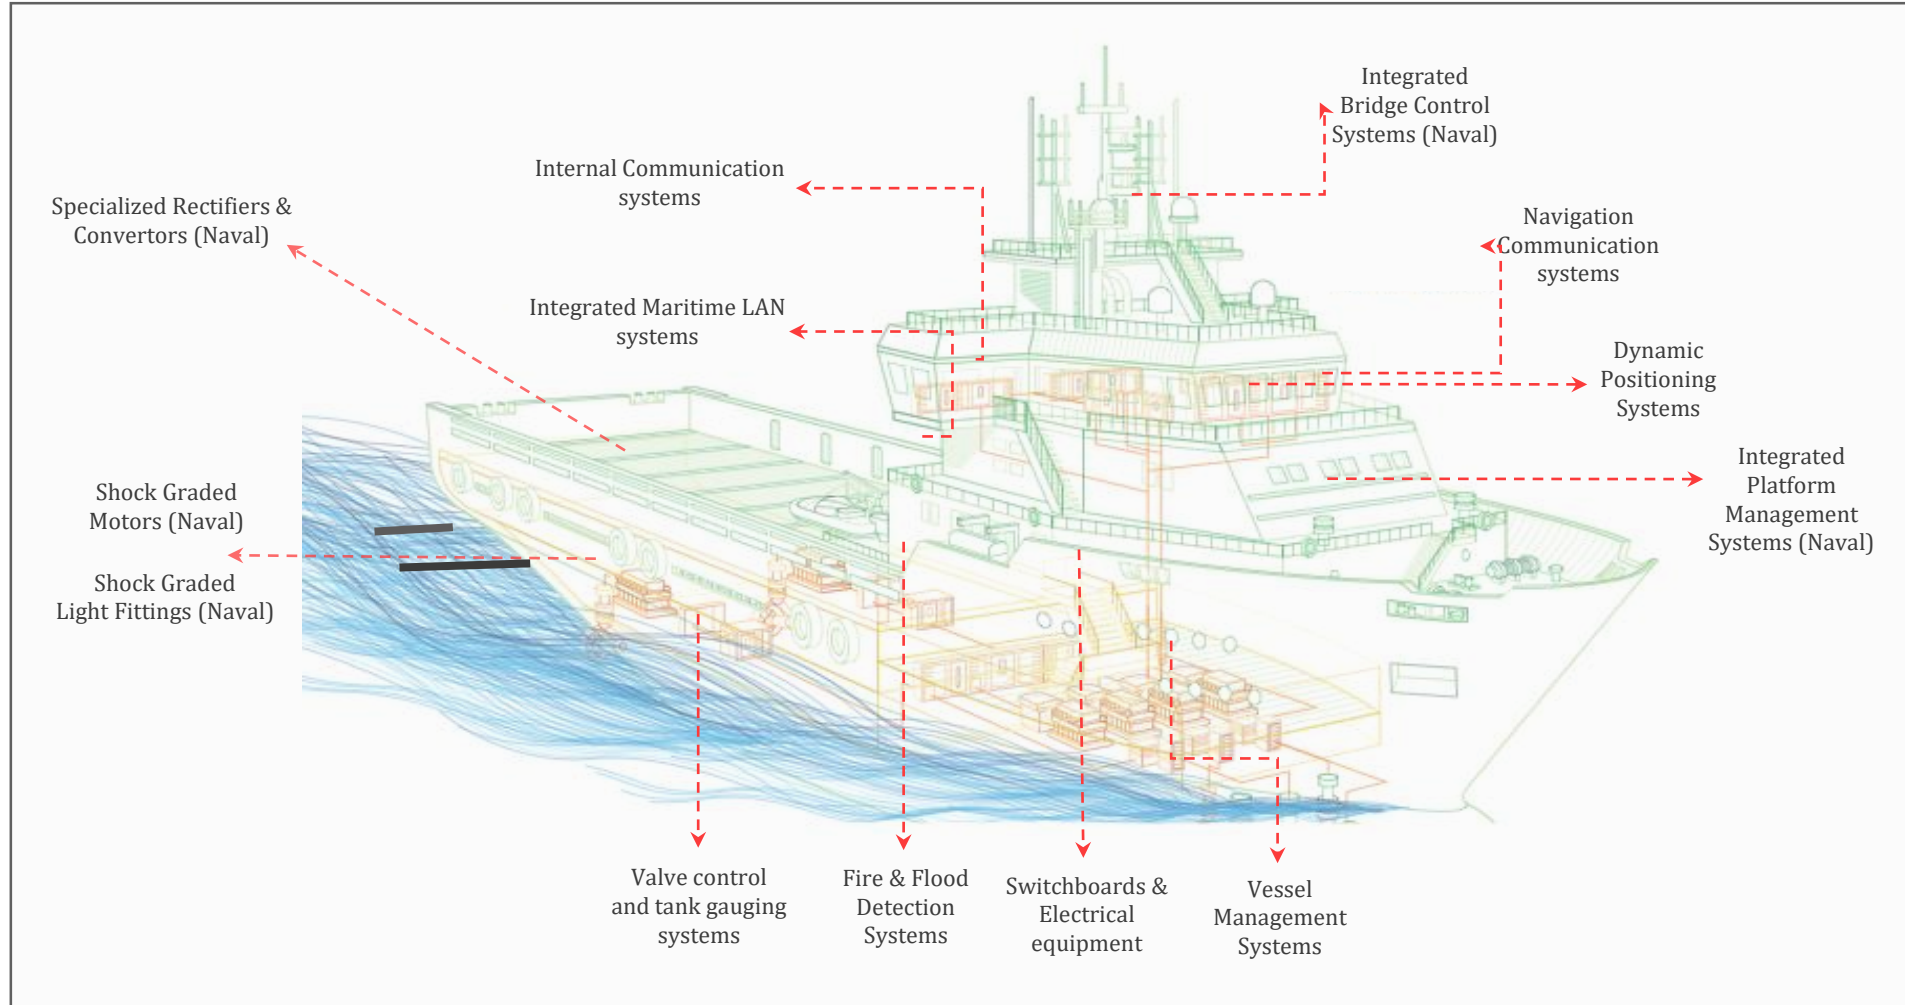 Integrated
Bridge Control
Systems (Naval)
Internal Communication
systems
Specialized Rectifiers &
Convertors (Naval)
Navigation
Communication
systems
Integrated Maritime LAN
systems
Dynamic
Positioning
Systems
Shock Graded
Motors (Naval)
Integrated
Platform
Management
Systems (Naval)
Shock Graded
Light Fittings (Naval)
Valve control
and tank gauging
systems
Fire & Flood
Detection
Systems
Switchboards &
Electrical
equipment
Vessel
Management
Systems